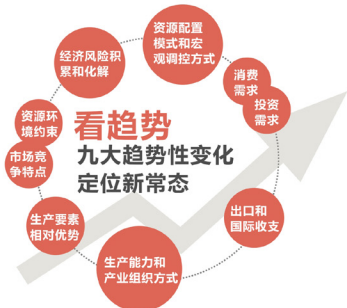 看趋势
九大趋势性变化
定位新常态
消费
需求
投资
需求
出口和
国际收支
生产能力和
产业组织方式
生产要素
相对优势
市场竞
争特点
资源环
境约束
经济风险积
累和化解
资源配置
模式和宏
观调控方式